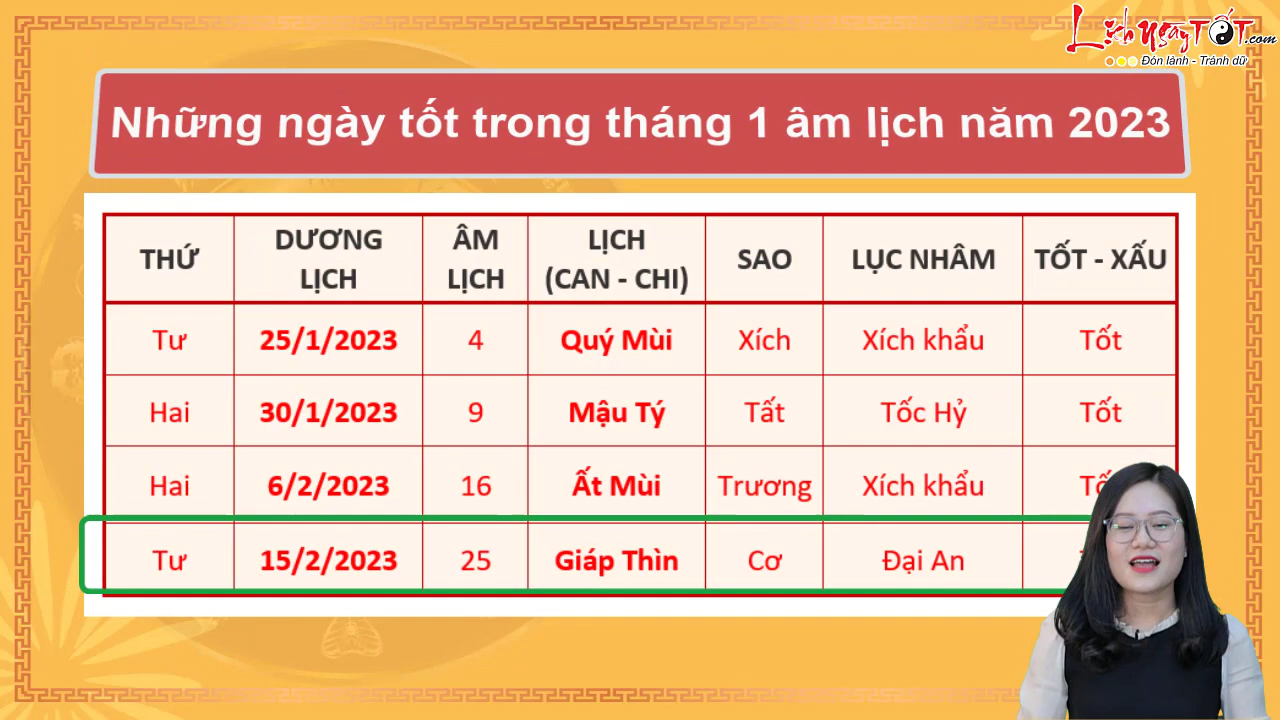 LịchNgayTỐT.com
Đón lành - Tránh dữ
Những ngày tốt trong tháng 1 âm lịch năm 2023
THỨ DƯƠNG LỊCH ÂM LỊCH LỊCH (CAN - CHI) SAO LỤC NHÂM TỐT - XẤU
Tư 25/1/2023 4 Quý Mùi Xích Xích khẩu Tốt
Hai 30/1/2023 9 Mậu Tý Tất Tốc Hỷ Tốt
Hai 6/2/2023 16 Ất Mùi Trương Xích khẩu
Tư 15/2/2023 25 Giáp Thìn Cơ Đại An